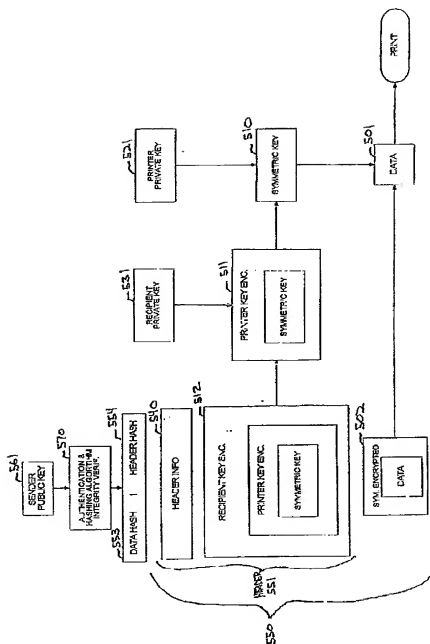 561
SENDER
PUBLIC KEY
570
AUTHENTICATION &
HASHING ALGORITHM
INTEGRITY VERIF.
553
DATA HASH | HEADER HASH
554
540
HEADER INFO
512
RECIPIENT KEY ENC.
PRINTER KEY ENC.
SYMMETRIC KEY
HEADER
551
550
502
SYM. ENCRYPTED
DATA
531
RECIPIENT
PRIVATE KEY
511
PRINTER KEY ENC.
SYMMETRIC KEY
521
PRINTER
PRIVATE KEY
510
SYMMETRIC KEY
501
DATA
PRINT